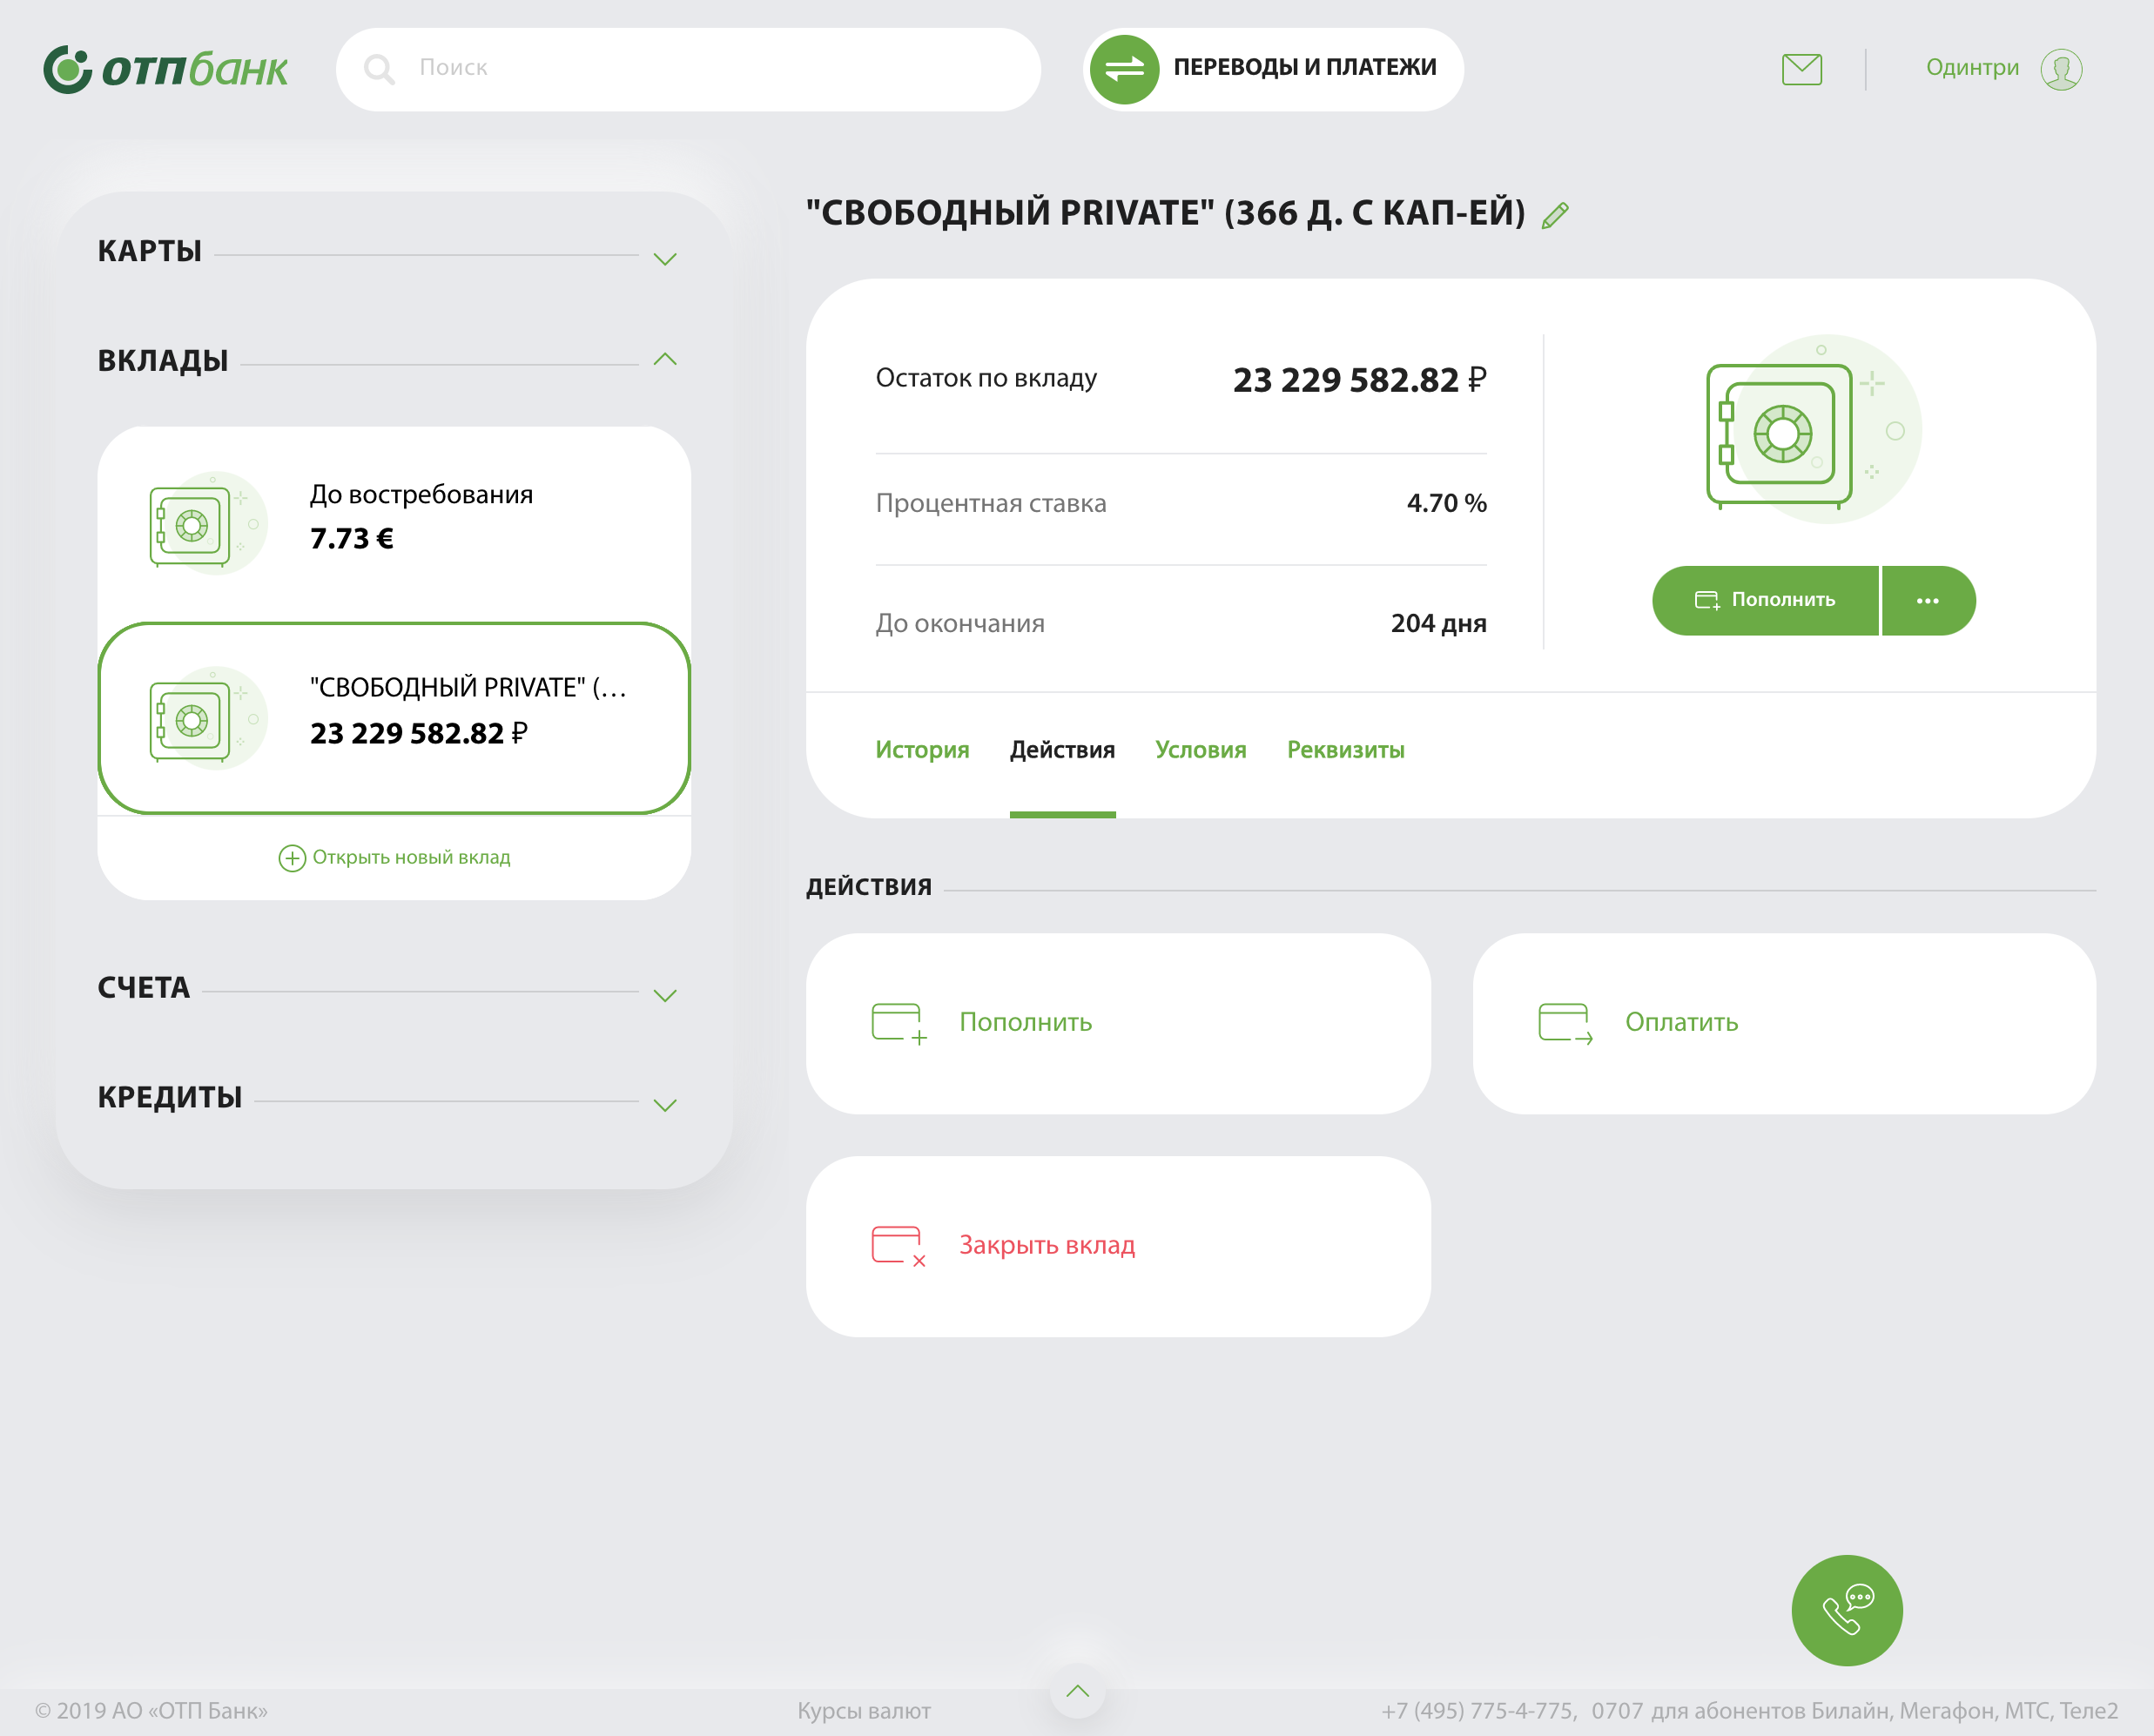 отпбанк
Поиск
ПЕРЕВОДЫ И ПЛАТЕЖИ
Одинтри
КАРТЫ
ВКЛАДЫ
До востребования
7.73 €
"СВОБОДНЫЙ PRIVATE" (...
23 229 582.82 ₽
Открыть новый вклад
СЧЕТА
КРЕДИТЫ
"СВОБОДНЫЙ PRIVATE" (366 Д. С КАП-ЕЙ)
Остаток по вкладу 23 229 582.82 ₽
Процентная ставка 4.70 %
До окончания 204 дня
Пополнить
История Действия Условия Реквизиты
ДЕЙСТВИЯ
Пополнить
Оплатить
Закрыть вклад
© 2019 АО «ОТП Банк»
Курсы валют
+7 (495) 775-4-775, 0707 для абонентов Билайн, Мегафон, МТС, Теле2